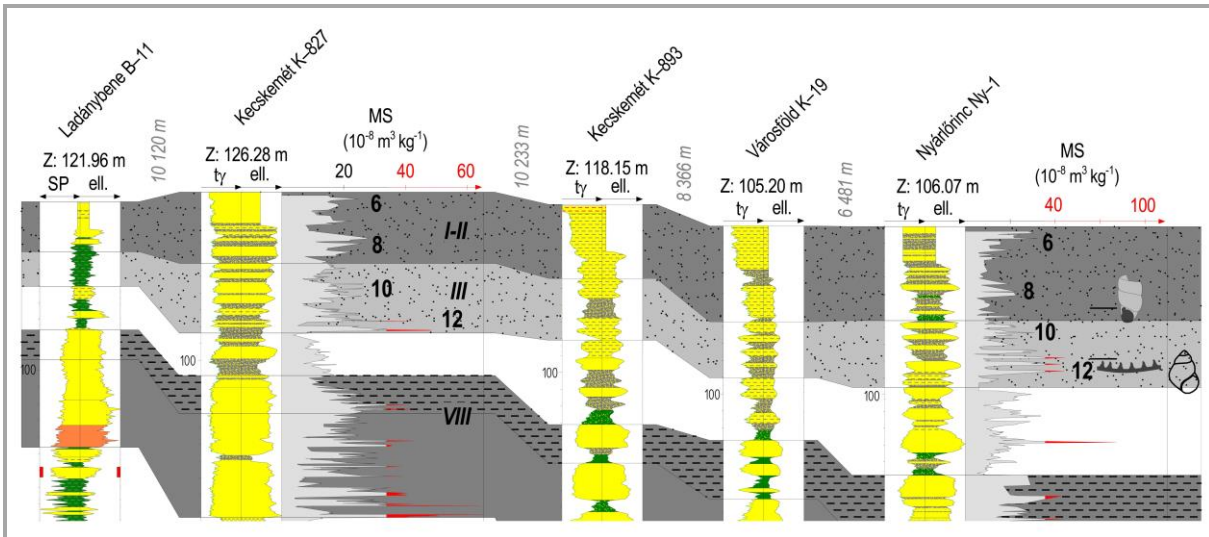 Ladánybene B–11
Kecskemét K–827
Kecskemét K–893
Városföld K–19
Nyárlőrinc Ny–1
10 120 m
10 233 m
8 366 m
6 481 m
MS
(10⁻⁸ m³ kg⁻¹)
MS
(10⁻⁸ m³ kg⁻¹)
Z: 121.96 m
Z: 126.28 m
Z: 118.15 m
Z: 105.20 m
Z: 106.07 m
SP ell.
tγ ell.
20 40 60
tγ ell.
tγ ell.
tγ ell.
40 100
6
8
I-II
10
III
12
VIII
6
8
10
12
100
100
100
100
100